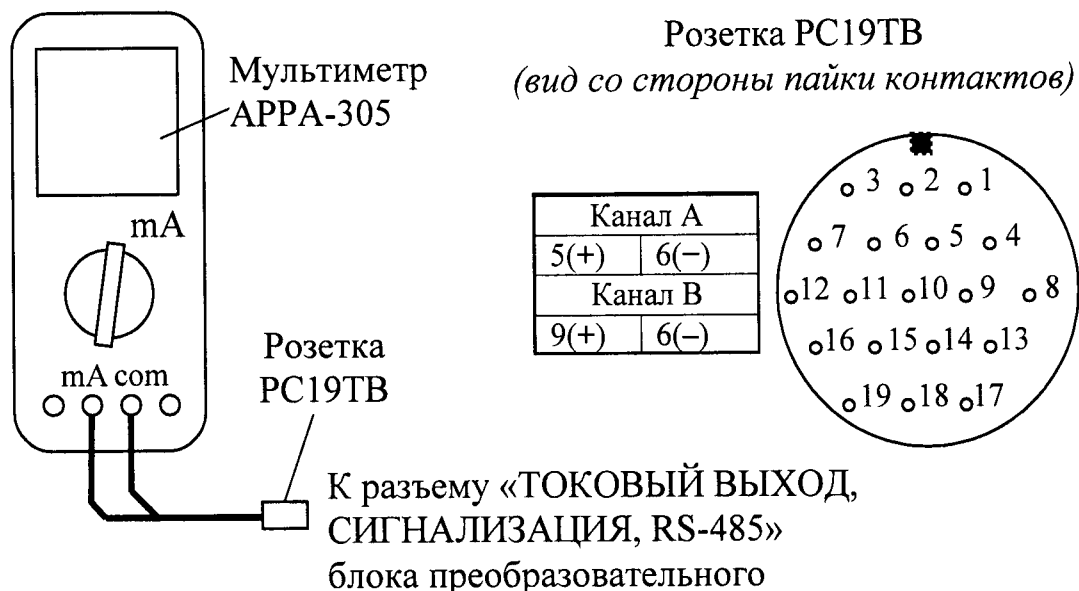 Мультиметр
АРРА-305
mA
mA com
Розетка
РС19ТВ
К разъему «ТОКОВЫЙ ВЫХОД,
СИГНАЛИЗАЦИЯ, RS-485»
блока преобразовательного
Розетка РС19ТВ
(вид со стороны пайки контактов)
Канал А
5(+) 6(−)
Канал В
9(+) 6(−)
3 2 1
7 6 5 4
12 11 10 9 8
16 15 14 13
19 18 17